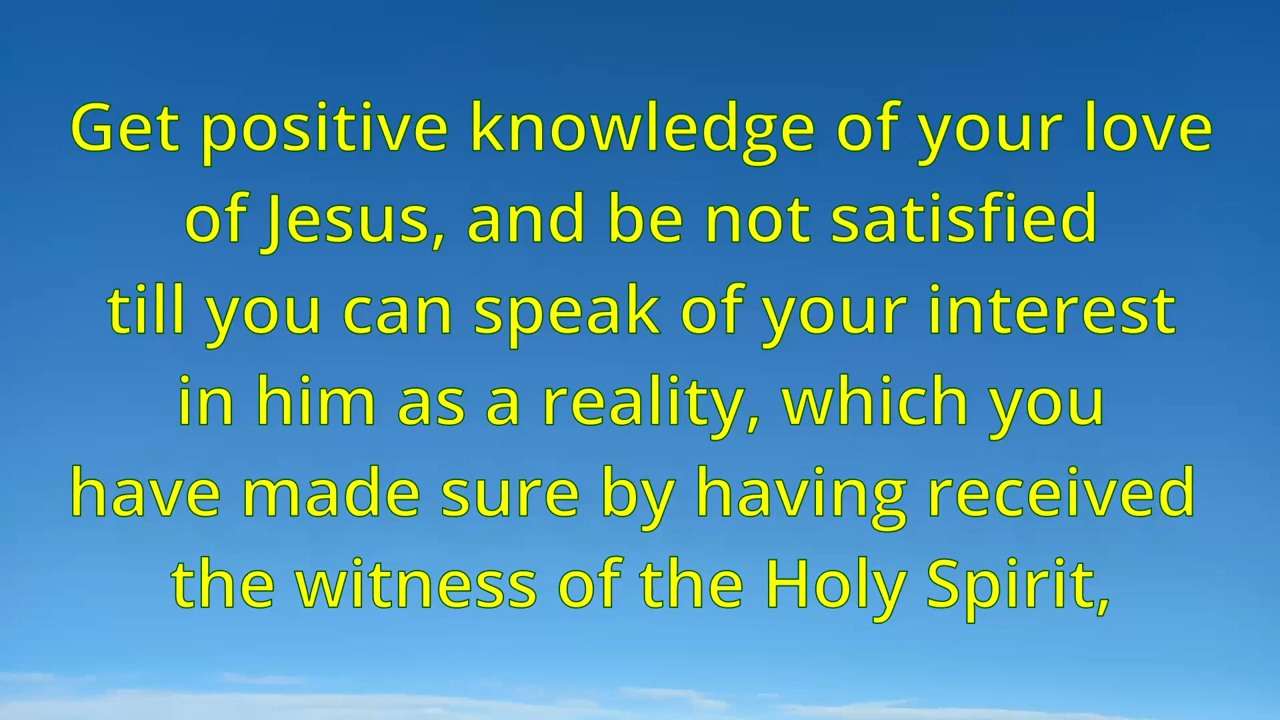 Get positive knowledge of your love
of Jesus, and be not satisfied
till you can speak of your interest
in him as a reality, which you
have made sure by having received
the witness of the Holy Spirit,